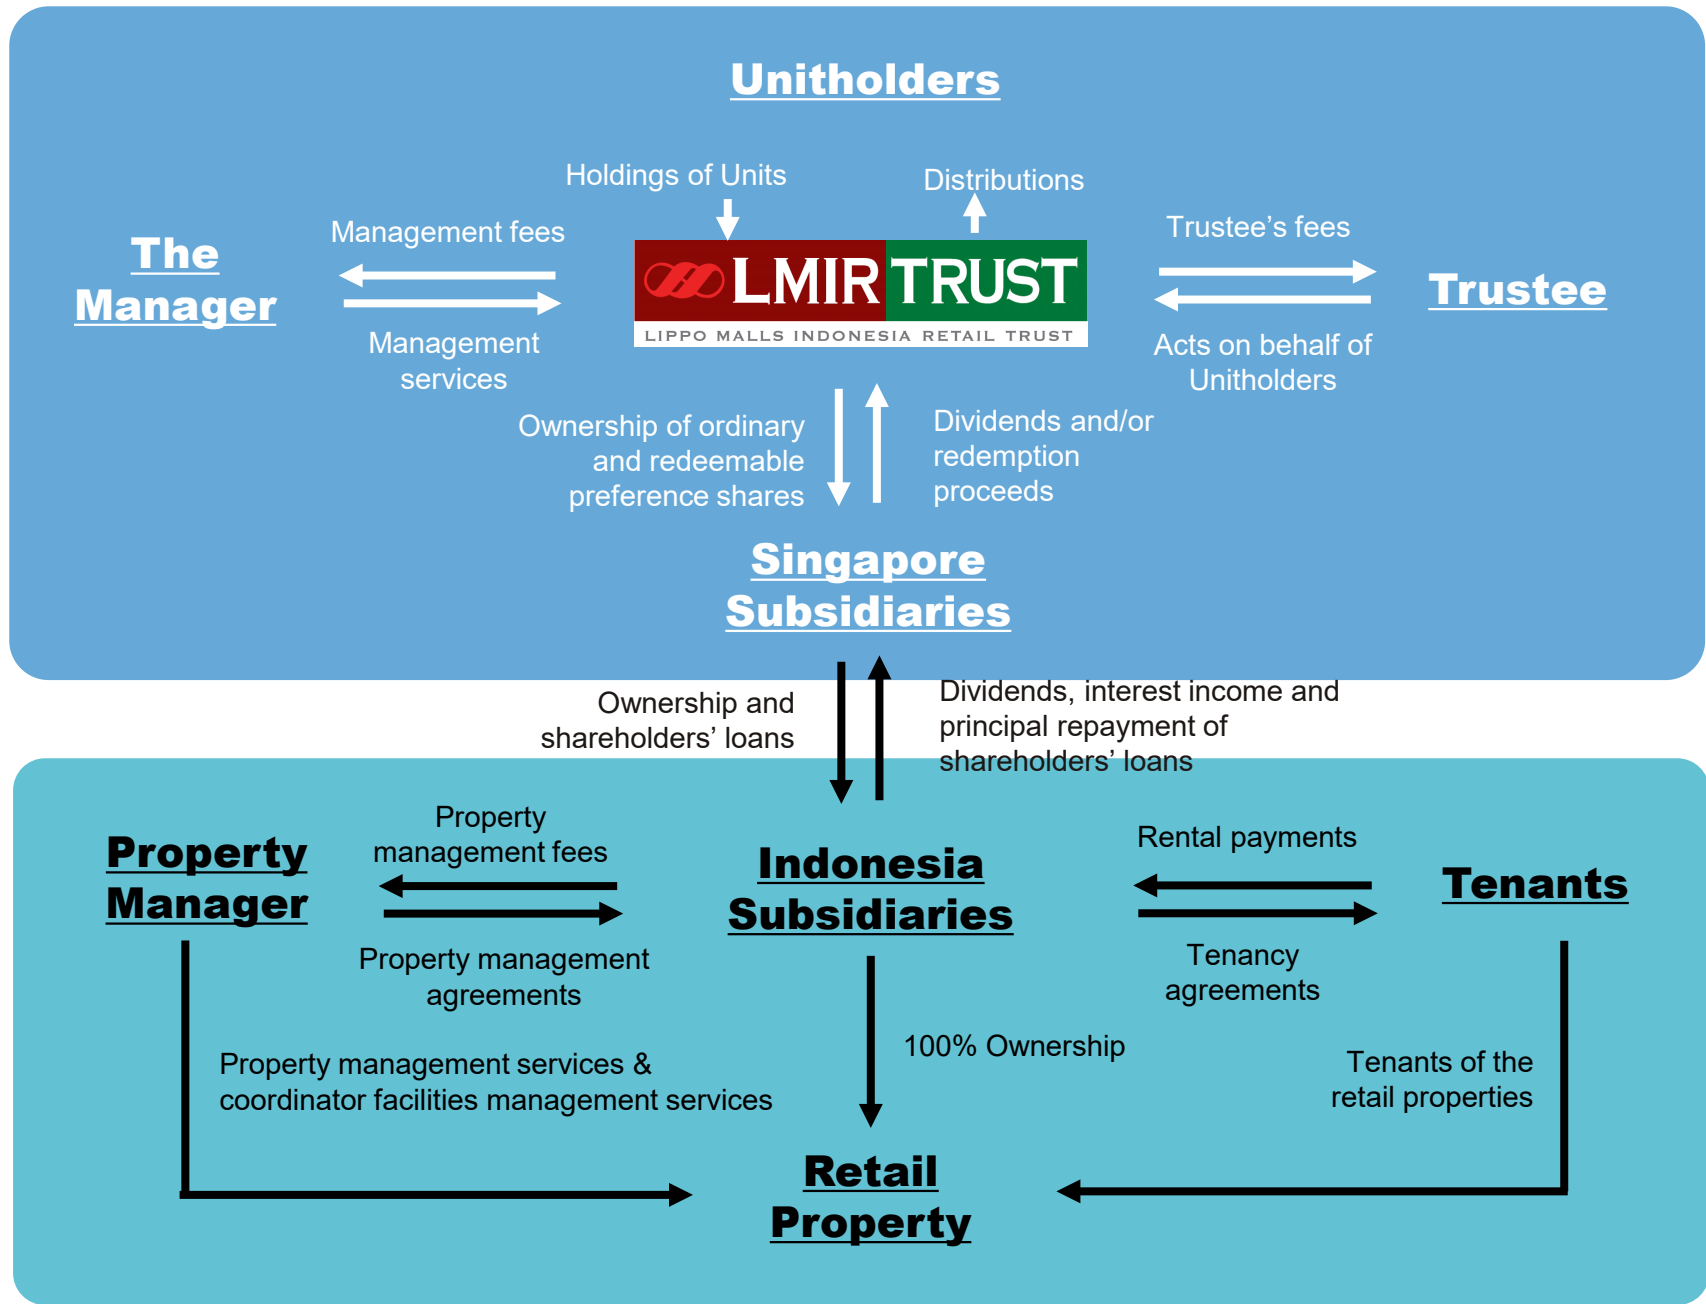 Unitholders
Holdings of Units
Distributions
Management fees
Trustee’s fees
The
Manager
LMIR TRUST
LIPPO MALLS INDONESIA RETAIL TRUST
Trustee
Management
services
Acts on behalf of
Unitholders
Ownership of ordinary
and redeemable
preference shares
Dividends and/or
redemption
proceeds
Singapore
Subsidiaries
Ownership and
shareholders’ loans
Dividends, interest income and
principal repayment of
shareholders’ loans
Property
Manager
Property
management fees
Indonesia
Subsidiaries
Rental payments
Tenants
Property management
agreements
Tenancy
agreements
Property management services &
coordinator facilities management services
100% Ownership
Tenants of the
retail properties
Retail
Property